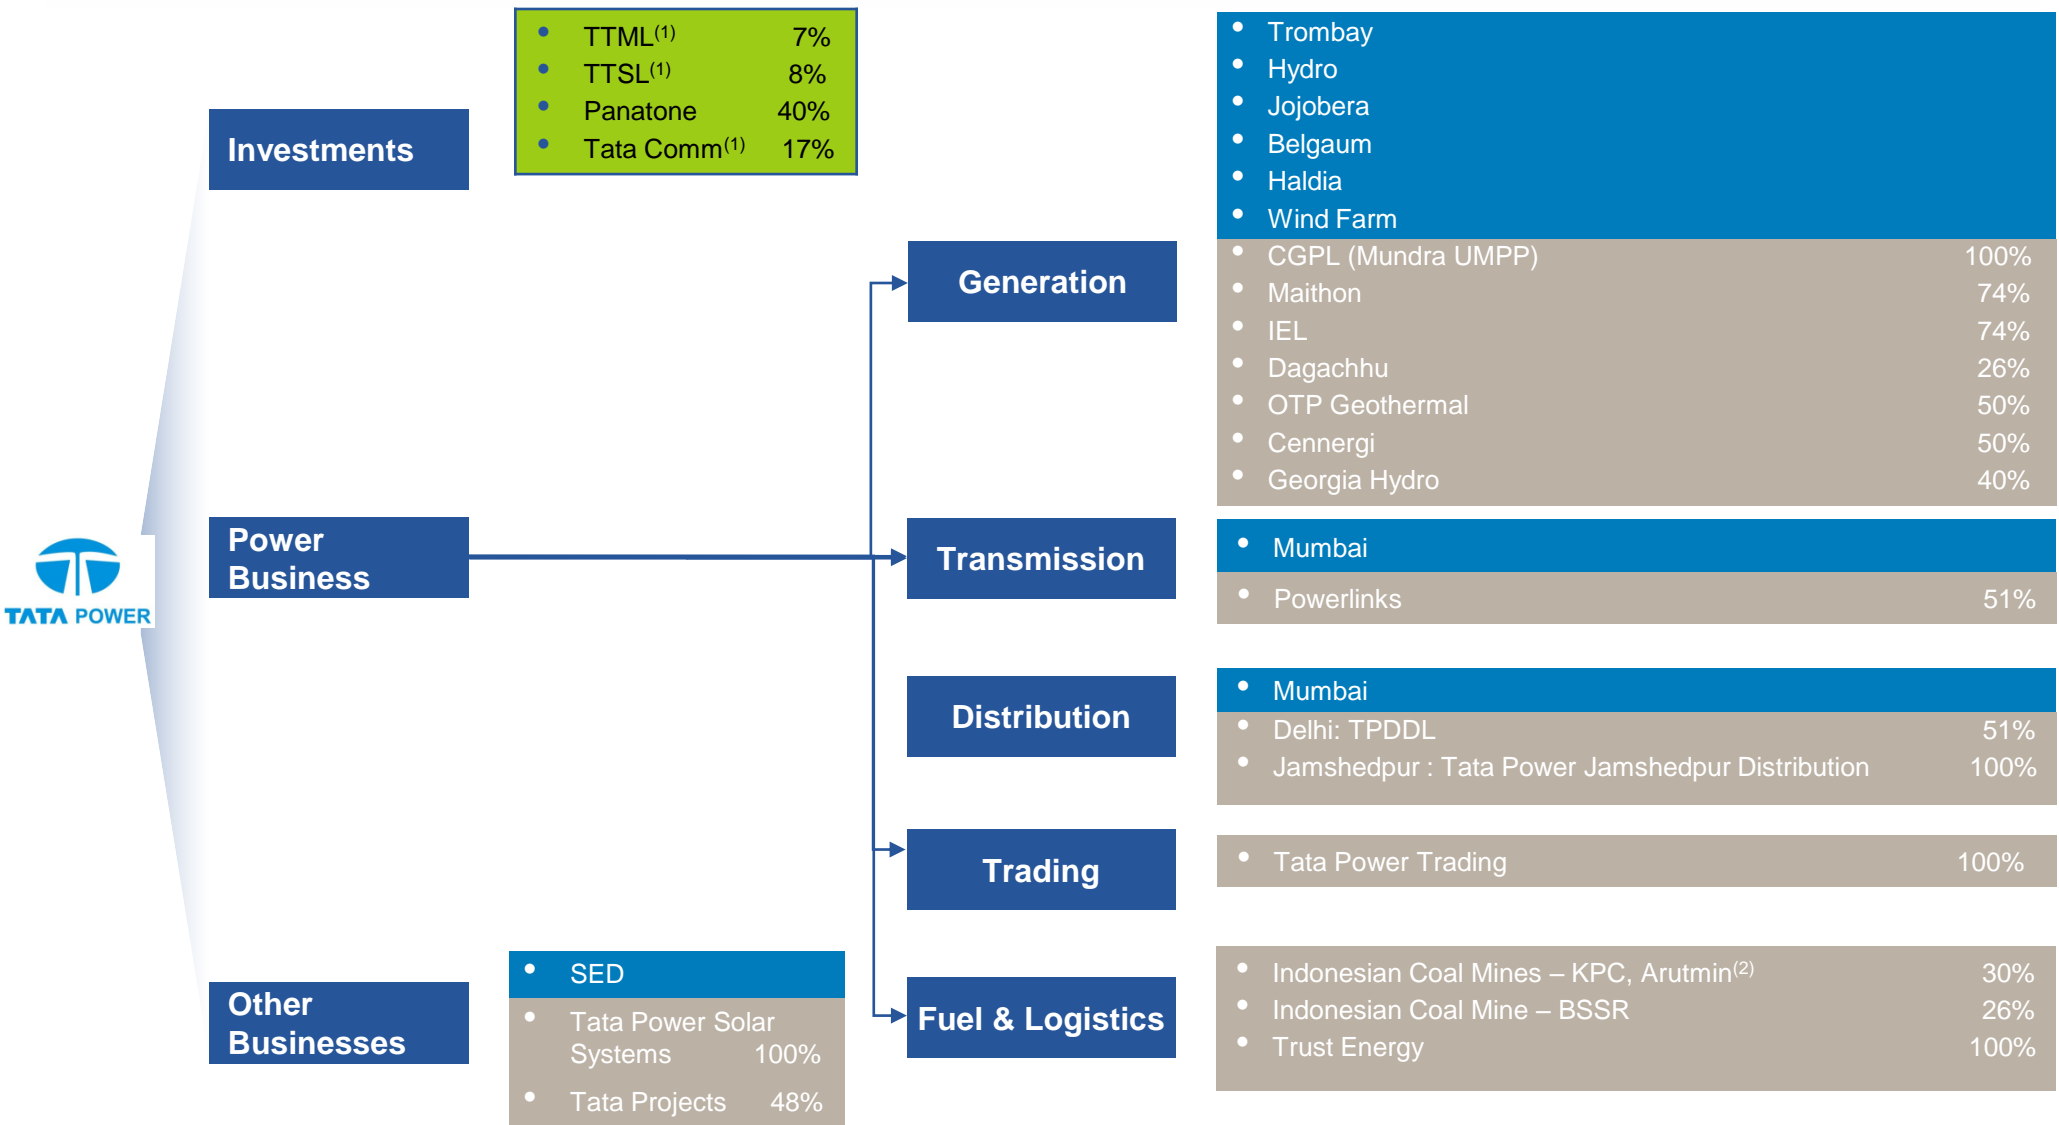 TATA POWER
Investments
• TTML(1) 7%
• TTSL(1) 8%
• Panatone 40%
• Tata Comm(1) 17%
Power
Business
Generation
• Trombay
• Hydro
• Jojobera
• Belgaum
• Haldia
• Wind Farm
• CGPL (Mundra UMPP) 100%
• Maithon 74%
• IEL 74%
• Dagachhu 26%
• OTP Geothermal 50%
• Cennergi 50%
• Georgia Hydro 40%
Transmission
• Mumbai
• Powerlinks 51%
Distribution
• Mumbai
• Delhi: TPDDL 51%
• Jamshedpur : Tata Power Jamshedpur Distribution 100%
Trading
• Tata Power Trading 100%
Fuel & Logistics
• Indonesian Coal Mines – KPC, Arutmin(2) 30%
• Indonesian Coal Mine – BSSR 26%
• Trust Energy 100%
Other
Businesses
• SED
• Tata Power Solar
Systems 100%
• Tata Projects 48%